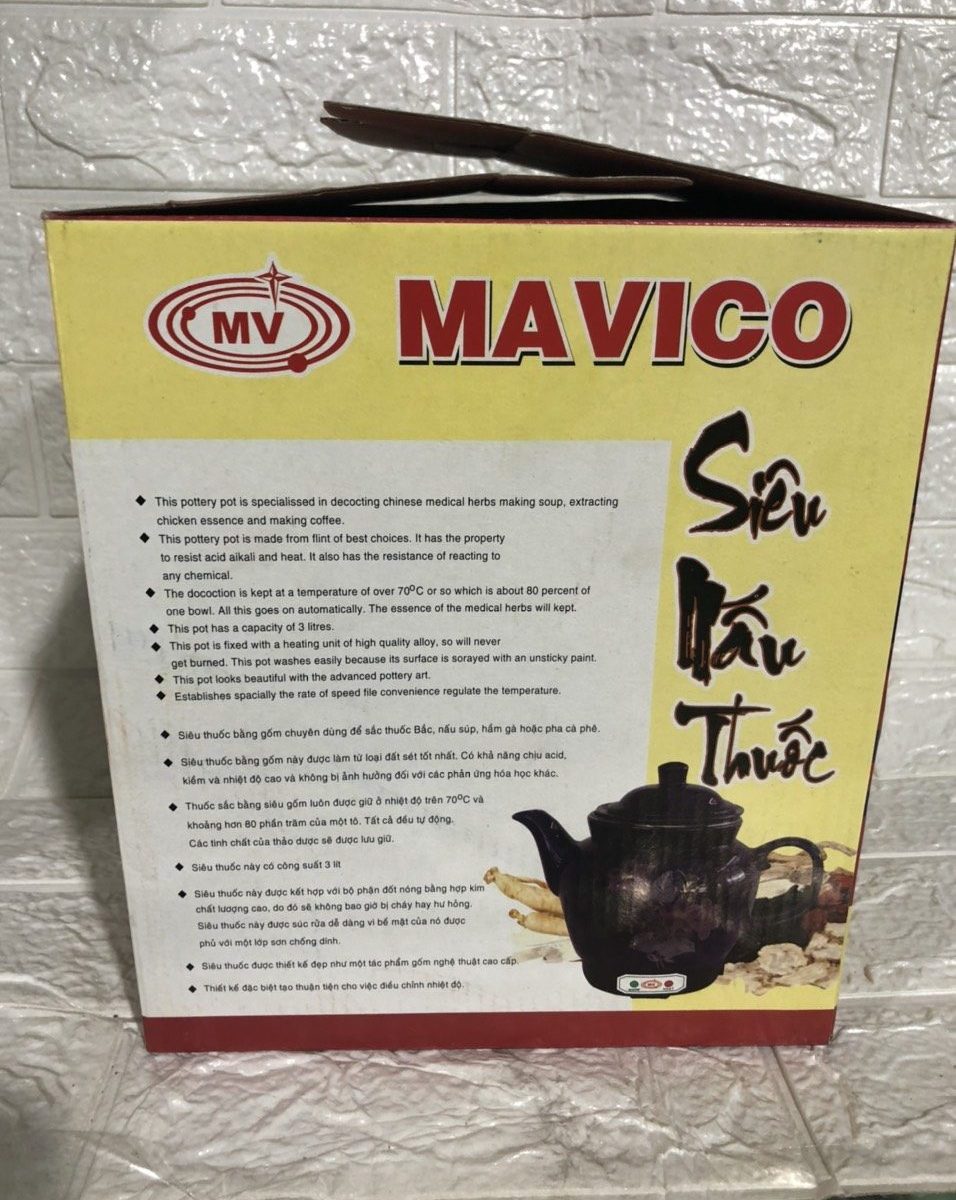 MV
MAVICO
Siêu
Nấu
Thuốc
This pottery pot is specialissed in decocting chinese medical herbs making soup, extracting
chicken essence and making coffee.
This pottery pot is made from flint of best choices. It has the property
to resist acid aikali and heat. It also has the resistance of reacting to
any chemical.
The docoction is kept at a temperature of over 70⁰C or so which is about 80 percent of
one bowl. All this goes on automatically. The essence of the medical herbs will kept.
This pot has a capacity of 3 litres.
This pot is fixed with a heating unit of high quality alloy, so will never
get burned. This pot washes easily because its surface is sorayed with an unsticky paint.
This pot looks beautiful with the advanced pottery art.
Establishes spacially the rate of speed file convenience regulate the temperature.
Siêu thuốc bằng gốm chuyên dùng để sắc thuốc Bắc, nấu súp, hầm gà hoặc pha cà phê.
Siêu thuốc bằng gốm này được làm từ loại đất sét tốt nhất. Có khả năng chịu acid,
kiềm và nhiệt độ cao và không bị ảnh hưởng đối với các phản ứng hóa học khác.
Thuốc sắc bằng siêu gốm luôn được giữ ở nhiệt độ trên 70⁰C và
khoảng hơn 80 phần trăm của một tô. Tất cả đều tự động.
Các tinh chất của thảo dược sẽ được lưu giữ.
Siêu thuốc này có công suất 3 lít
Siêu thuốc này được kết hợp với bộ phận đốt nóng bằng hợp kim
chất lượng cao, do đó sẽ không bao giờ bị cháy hay hư hỏng.
Siêu thuốc này được súc rửa dễ dàng vì bề mặt của nó được
phủ với một lớp sơn chống dính.
Siêu thuốc được thiết kế đẹp như một tác phẩm gốm nghệ thuật cao cấp.
Thiết kế đặc biệt tạo thuận tiện cho việc điều chỉnh nhiệt độ.
MV